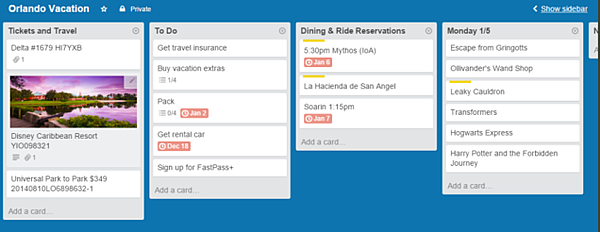 Orlando Vacation
Private
Show sidebar
Tickets and Travel
Delta #1679 HI7YXB
1
Disney Caribbean Resort
YIO098321
1
Universal Park to Park $349
20140810LO6898632-1
Add a card...
To Do
Get travel insurance
Buy vacation extras
1/4
Pack
0/4 Jan 2
Get rental car
Dec 18
Sign up for FastPass+
Add a card...
Dining & Ride Reservations
5:30pm Mythos (IoA)
Jan 6
La Hacienda de San Angel
Soarin 1:15pm
Jan 7
Add a card...
Monday 1/5
Escape from Gringotts
Ollivander's Wand Shop
Leaky Cauldron
Transformers
Hogwarts Express
Harry Potter and the Forbidden
Journey
Add a card...
N